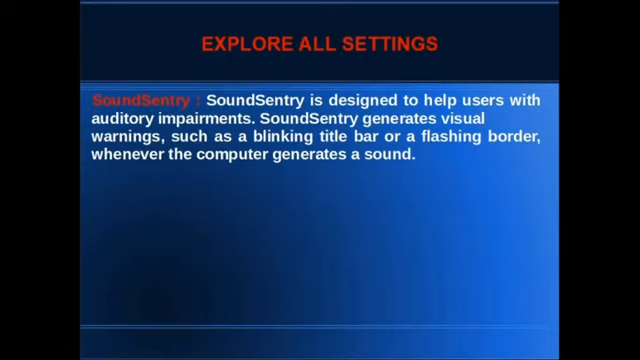 EXPLORE ALL SETTINGS
SoundSentry : SoundSentry is designed to help users with
auditory impairments. SoundSentry generates visual
warnings, such as a blinking title bar or a flashing border,
whenever the computer generates a sound.